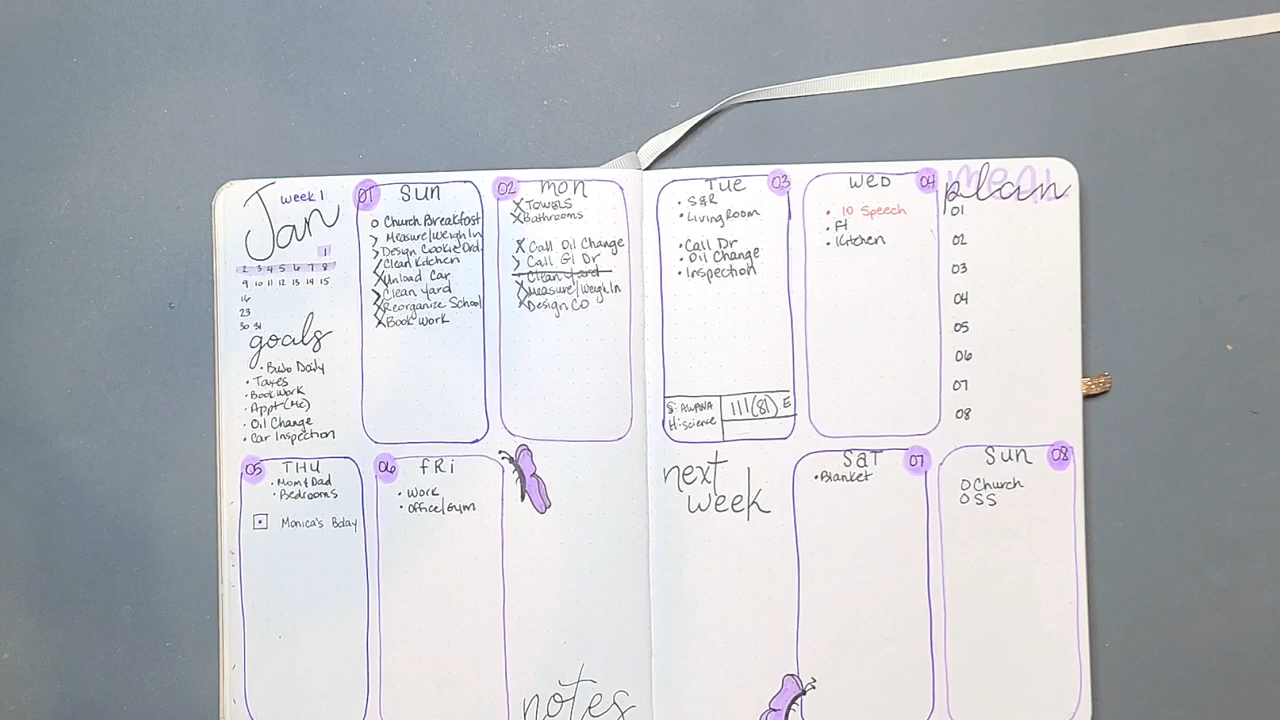 Jan
week 1
1
2 3 4 5 6 7 8
9 10 11 12 13 14 15
16
23
30 31
goals
• BuJo Daily
• Taxes
• Book Work
• Appt (Mc)
• Oil Change
• Car Inspection
01 Sun
O Church Breakfast
> Measure/Weigh In
> Design Cookie Ord.
Clean Kitchen
X Unload Car
> Clean Yard
X Reorganize School
X Book Work
02 Mon
X TOWELS
X Bathrooms
X Call Oil Change
> Call GI Dr
Clean Yard
X Measure/Weigh In
X Design CO
Tue 03
• S&R
• Living Room
• Call Dr
• Oil Change
• Inspection
111(81) E
H: science
Wed 04
• 10 Speech
• Kitchen
menu
plan
01
02
03
04
05
06
07
08
05 THU
• Mom & Dad
• Bedrooms
Monica's Bday
06 FRi
• Work
• Office/Gym
notes
next
week
Sat 07
• Blanket
Sun 08
O Church
O SS